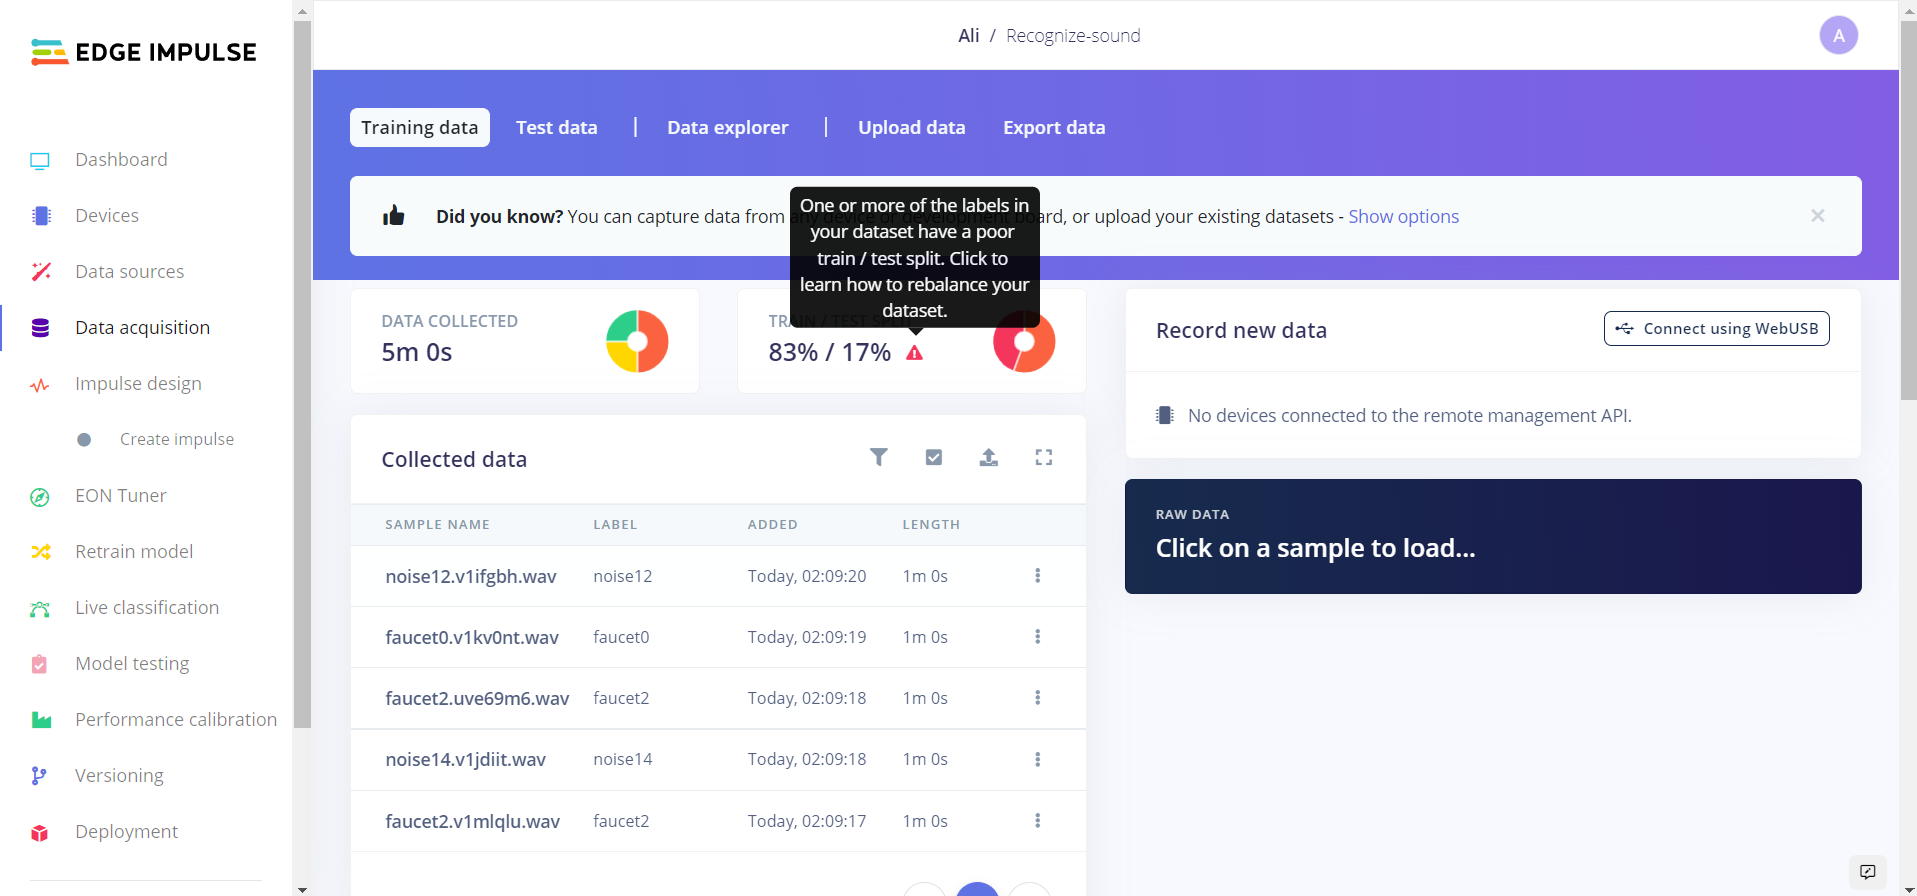 EDGE IMPULSE
Dashboard
Devices
Data sources
Data acquisition
Impulse design
Create impulse
EON Tuner
Retrain model
Live classification
Model testing
Performance calibration
Versioning
Deployment
Ali / Recognize-sound
A
Training data
Test data
|
Data explorer
|
Upload data
Export data
Did you know? You can capture data from any device or development board, or upload your existing datasets - Show options
One or more of the labels in
your dataset have a poor
train / test split. Click to
learn how to rebalance your
dataset.
DATA COLLECTED
5m 0s
TRAIN / TEST SPLIT
83% / 17%
Collected data
SAMPLE NAME LABEL ADDED LENGTH
noise12.v1ifgbh.wav noise12 Today, 02:09:20 1m 0s
faucet0.v1kv0nt.wav faucet0 Today, 02:09:19 1m 0s
faucet2.uve69m6.wav faucet2 Today, 02:09:18 1m 0s
noise14.v1jdiit.wav noise14 Today, 02:09:18 1m 0s
faucet2.v1mlqlu.wav faucet2 Today, 02:09:17 1m 0s
Record new data
Connect using WebUSB
No devices connected to the remote management API.
RAW DATA
Click on a sample to load...